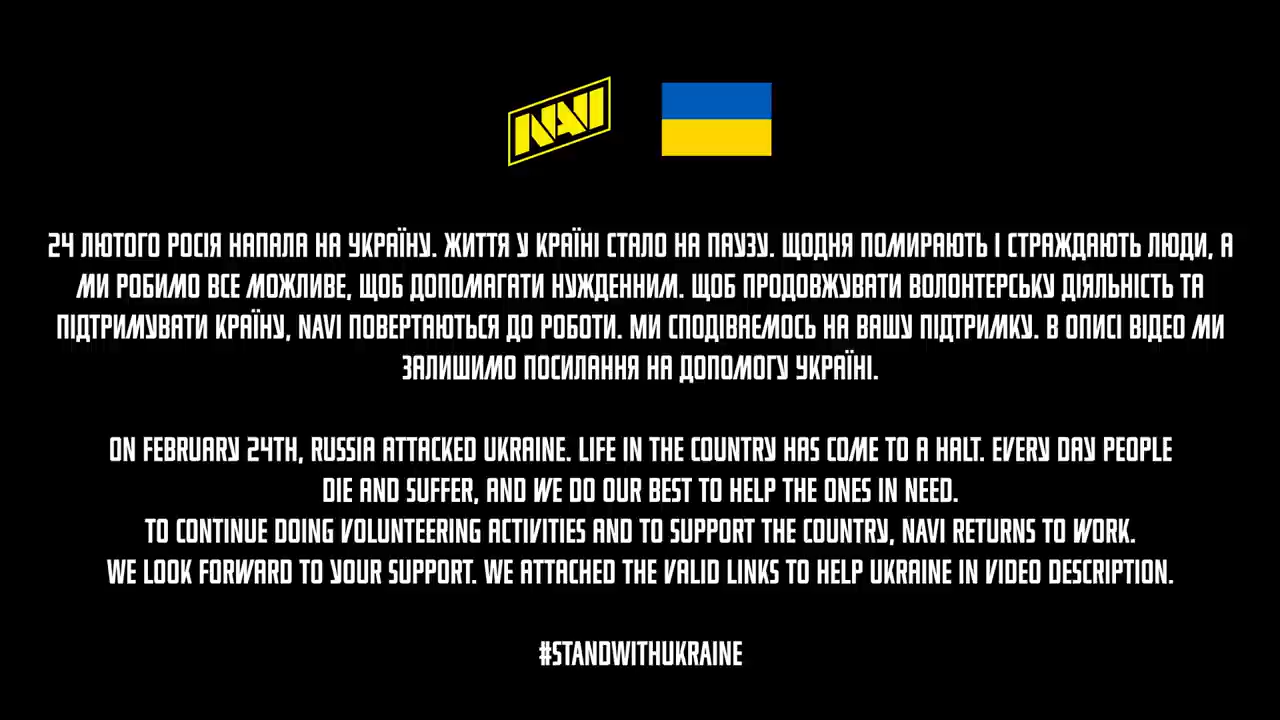 NAVI
24 ЛЮТОГО РОСІЯ НАПАЛА НА УКРАЇНУ. ЖИТТЯ У КРАЇНІ СТАЛО НА ПАУЗУ. ЩОДНЯ ПОМИРАЮТЬ І СТРАЖДАЮТЬ ЛЮДИ, А
МИ РОБИМО ВСЕ МОЖЛИВЕ, ЩОБ ДОПОМАГАТИ НУЖДЕННИМ. ЩОБ ПРОДОВЖУВАТИ ВОЛОНТЕРСЬКУ ДІЯЛЬНІСТЬ ТА
ПІДТРИМУВАТИ КРАЇНУ, NAVI ПОВЕРТАЮТЬСЯ ДО РОБОТИ. МИ СПОДІВАЄМОСЬ НА ВАШУ ПІДТРИМКУ. В ОПИСІ ВІДЕО МИ
ЗАЛИШИМО ПОСИЛАННЯ НА ДОПОМОГУ УКРАЇНІ.
ON FEBRUARY 24TH, RUSSIA ATTACKED UKRAINE. LIFE IN THE COUNTRY HAS COME TO A HALT. EVERY DAY PEOPLE
DIE AND SUFFER, AND WE DO OUR BEST TO HELP THE ONES IN NEED.
TO CONTINUE DOING VOLUNTEERING ACTIVITIES AND TO SUPPORT THE COUNTRY, NAVI RETURNS TO WORK.
WE LOOK FORWARD TO YOUR SUPPORT. WE ATTACHED THE VALID LINKS TO HELP UKRAINE IN VIDEO DESCRIPTION.
#STANDWITHUKRAINE